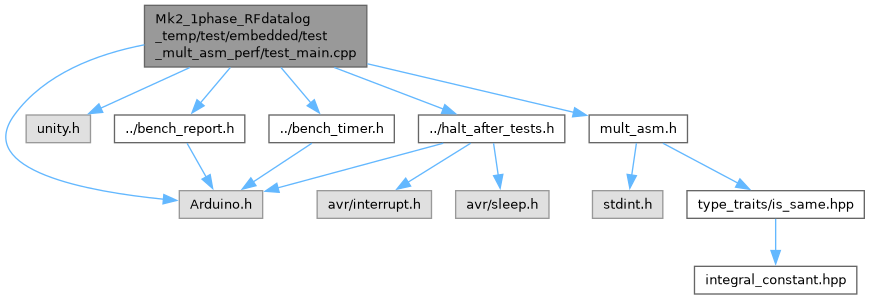 Mk2_1phase_RFdatalog
_temp/test/embedded/test
_mult_asm_perf/test_main.cpp
unity.h
../bench_report.h
../bench_timer.h
../halt_after_tests.h
mult_asm.h
Arduino.h
avr/interrupt.h
avr/sleep.h
stdint.h
type_traits/is_same.hpp
integral_constant.hpp